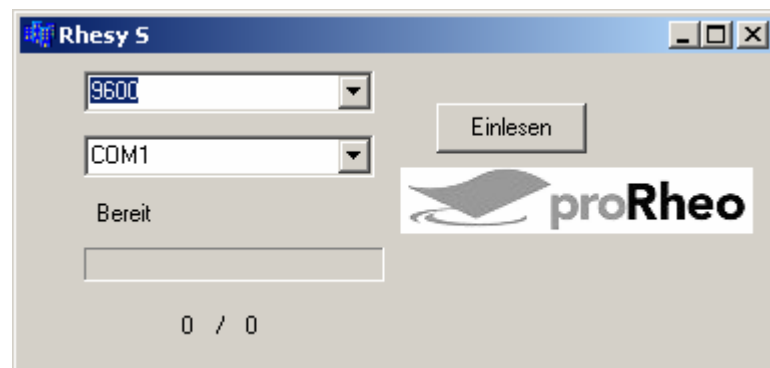 Rhesy S
9600
Einlesen
COM1
proRheo
Bereit
0 / 0